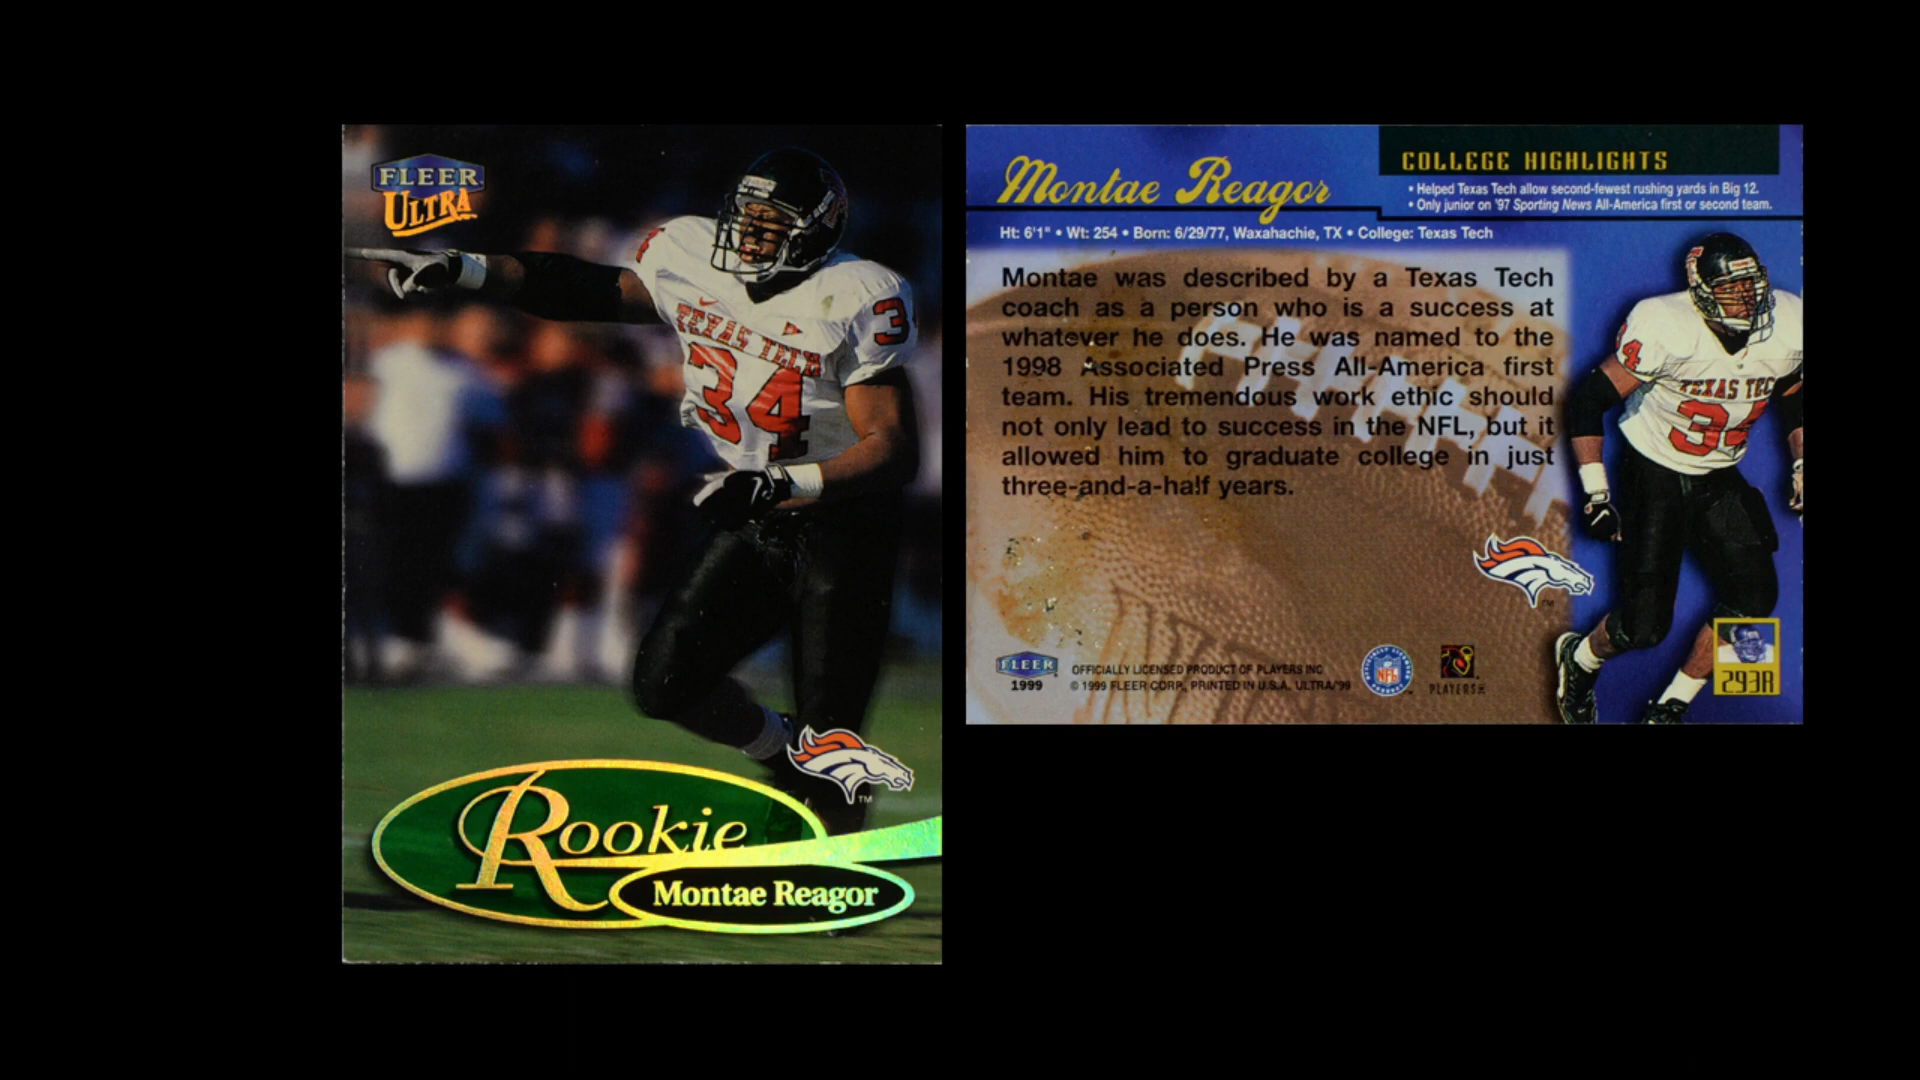 FLEER
ULTRA
TEXAS TECH
34
3
Rookie
Montae Reagor
TM
Montae Reagor
COLLEGE HIGHLIGHTS
• Helped Texas Tech allow second-fewest rushing yards in Big 12.
• Only junior on '97 Sporting News All-America first or second team.
Ht: 6'1" • Wt: 254 • Born: 6/29/77, Waxahachie, TX • College: Texas Tech
Montae was described by a Texas Tech
coach as a person who is a success at
whatever he does. He was named to the
1998 Associated Press All-America first
team. His tremendous work ethic should
not only lead to success in the NFL, but it
allowed him to graduate college in just
three-and-a-half years.
34
TEXAS TEC
34
TM
FLEER
1999
OFFICIALLY LICENSED PRODUCT OF PLAYERS INC
© 1999 FLEER CORP., PRINTED IN U.S.A. ULTRA/'99
NFL
PLAYERS INC
293R